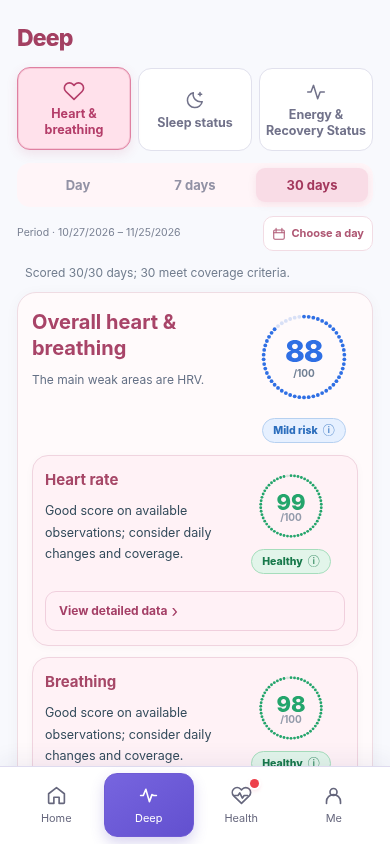 Deep
Heart &
breathing
Sleep status
Energy &
Recovery Status
Day
7 days
30 days
Period · 10/27/2026 – 11/25/2026
Choose a day
Scored 30/30 days; 30 meet coverage criteria.
Overall heart &
breathing
The main weak areas are HRV.
88
/100
Mild risk ⓘ
Heart rate
Good score on available
observations; consider daily
changes and coverage.
99
/100
Healthy ⓘ
View detailed data ›
Breathing
Good score on available
observations; consider daily
changes and coverage.
98
/100
Healthy ⓘ
Home
Deep
Health
Me